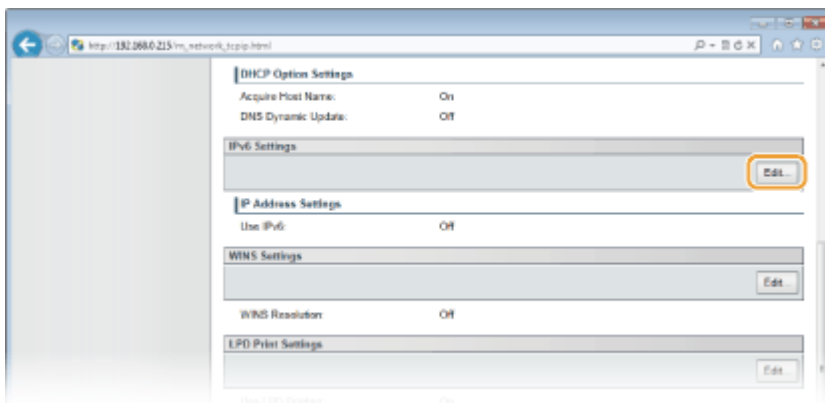 http://192.168.0.215/m_network_tcpip.html
DHCP Option Settings
Acquire Host Name: On
DNS Dynamic Update: Off
IPv6 Settings
Edit...
IP Address Settings
Use IPv6: Off
WINS Settings
Edit...
WINS Resolution: Off
LPD Print Settings
Edit...